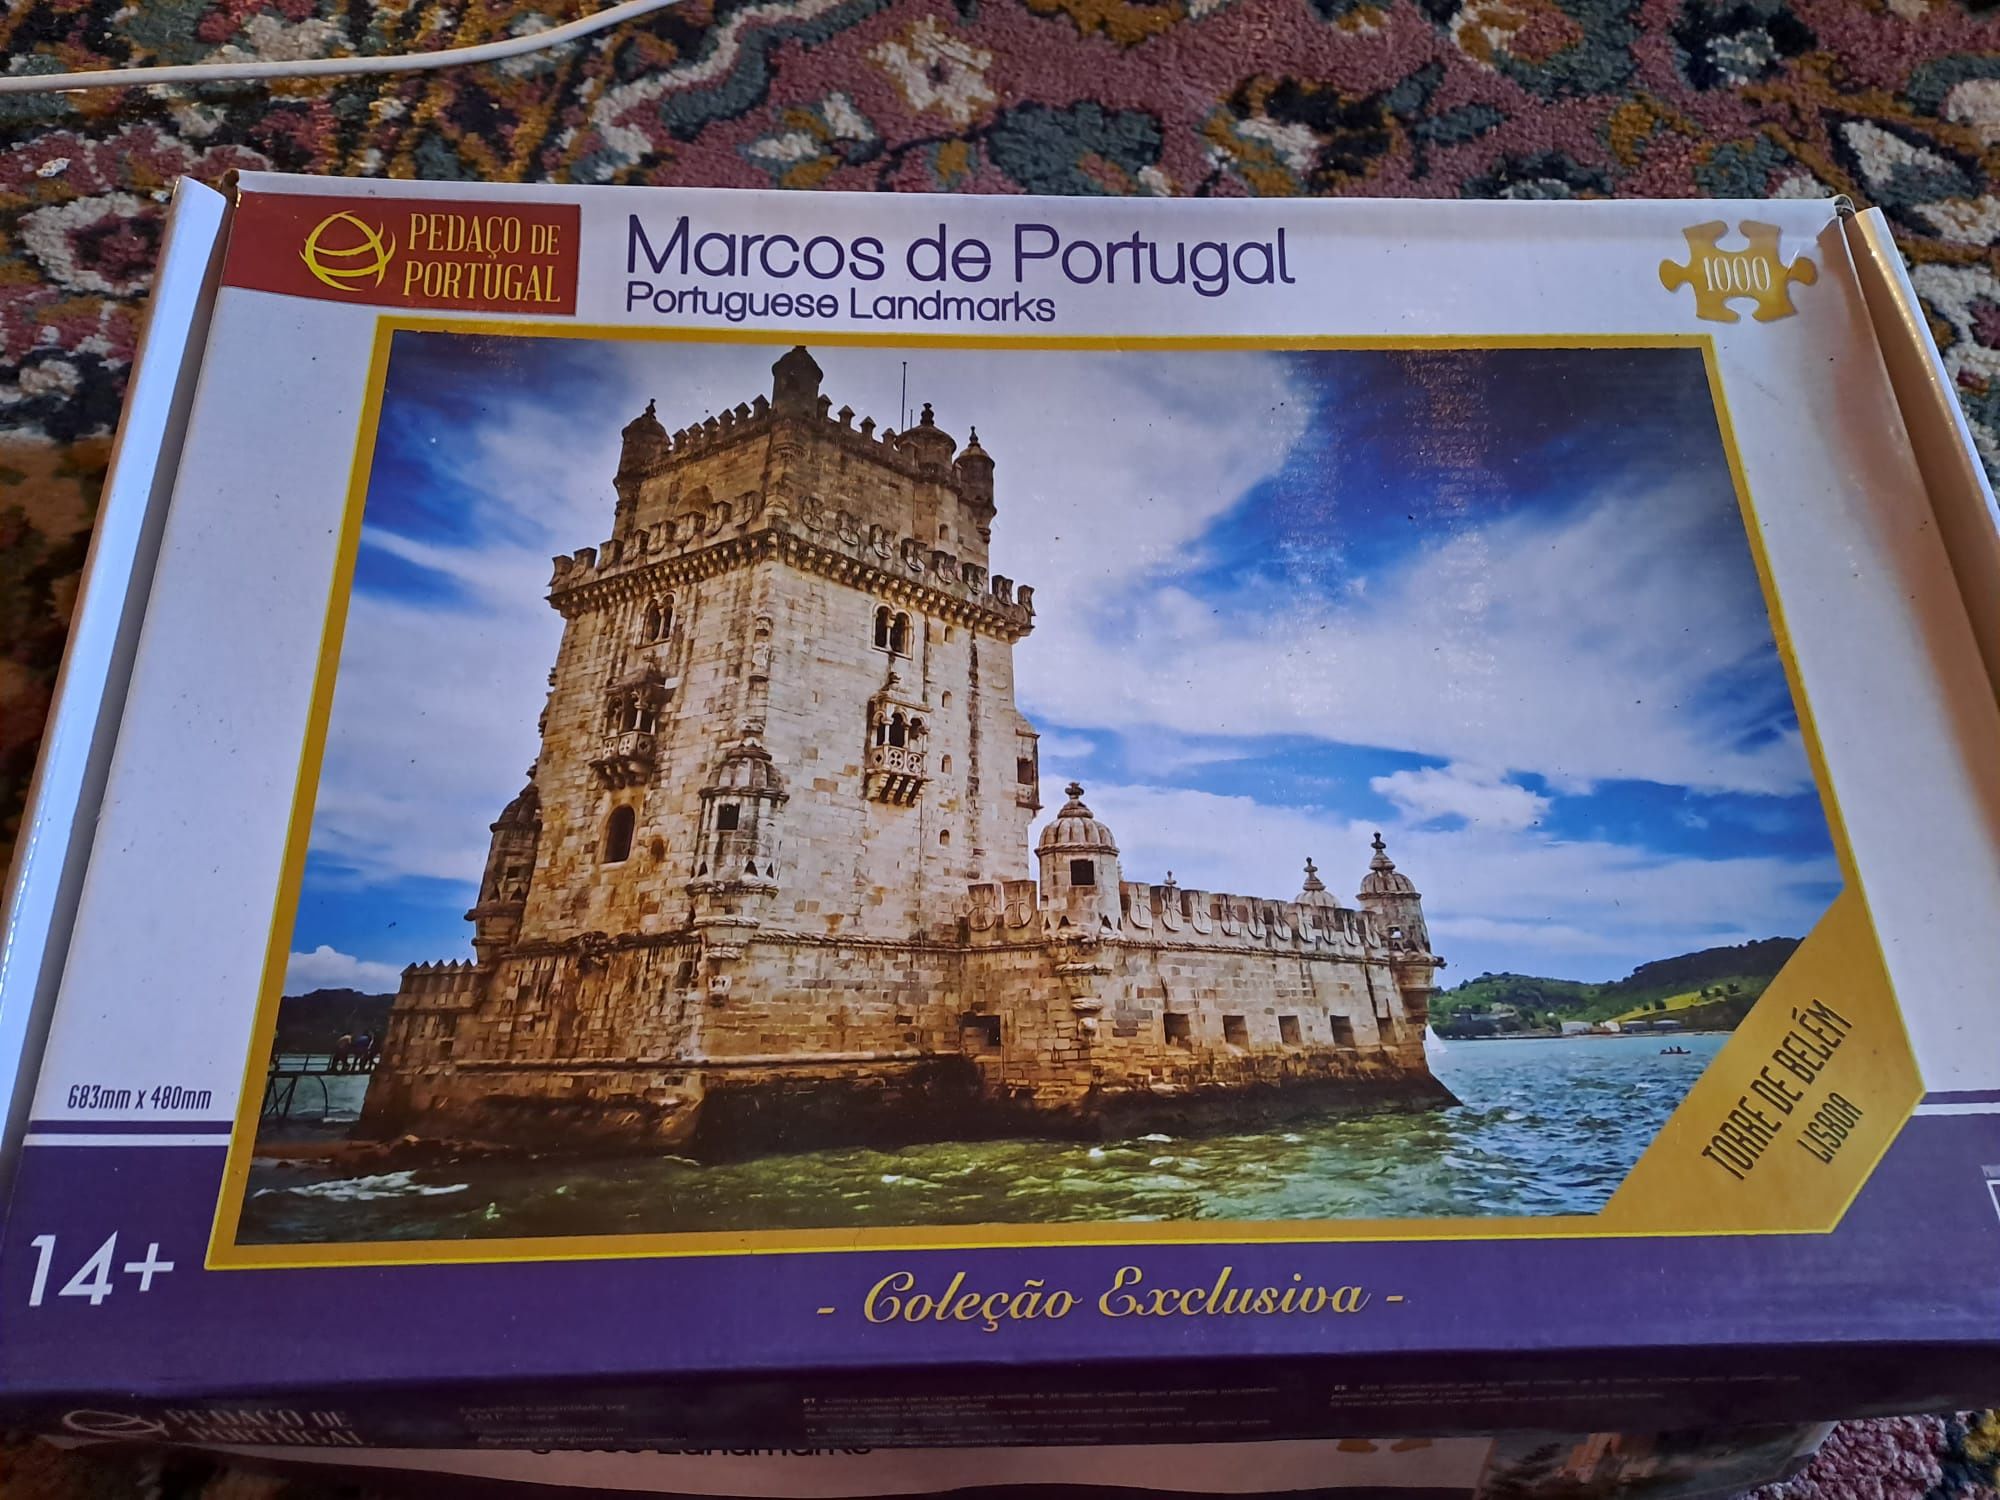 PEDAÇO DE
PORTUGAL
Marcos de Portugal
Portuguese Landmarks
1000
683mm x 480mm
14+
TORRE DE BELÉM
LISBOA
- Coleção Exclusiva -
PEDAÇO DE
PORTUGAL
Landmarks